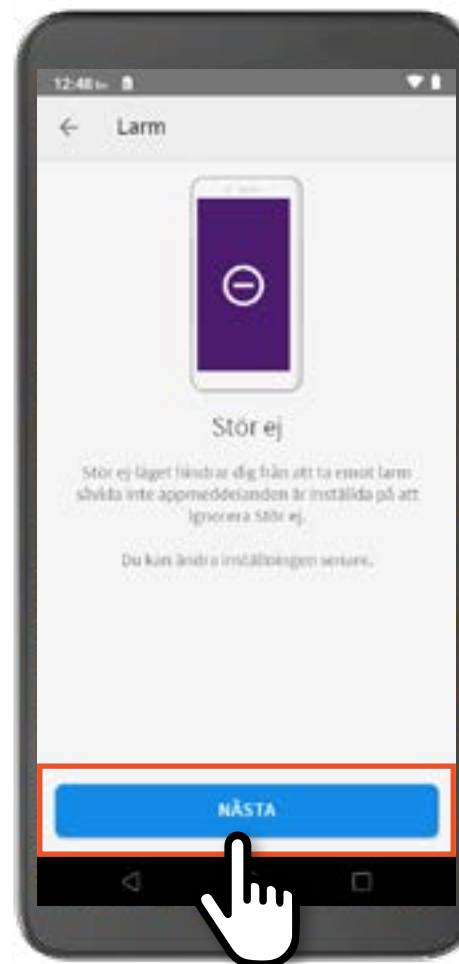 12:48
Larm
Stör ej
Stör ej-läget hindrar dig från att ta emot larm
såvida inte appmeddelanden är inställda på att
ignorera Stör ej.
Du kan ändra inställningen senare.
NÄSTA